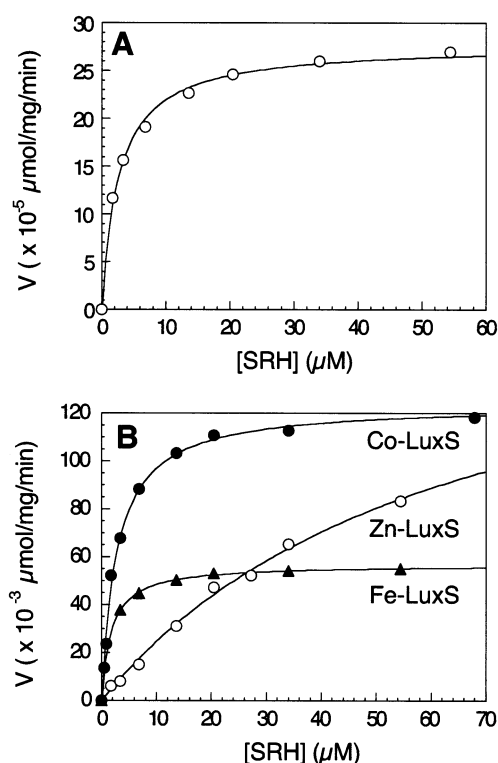 A
30
25
20
15
10
5
0
V ( x 10⁻⁵ µmol/mg/min)
0 10 20 30 40 50 60
[SRH] (µM)
B
120
100
80
60
40
20
0
V ( x 10⁻³ µmol/mg/min)
Co-LuxS
Zn-LuxS
Fe-LuxS
0 10 20 30 40 50 60 70
[SRH] (µM)